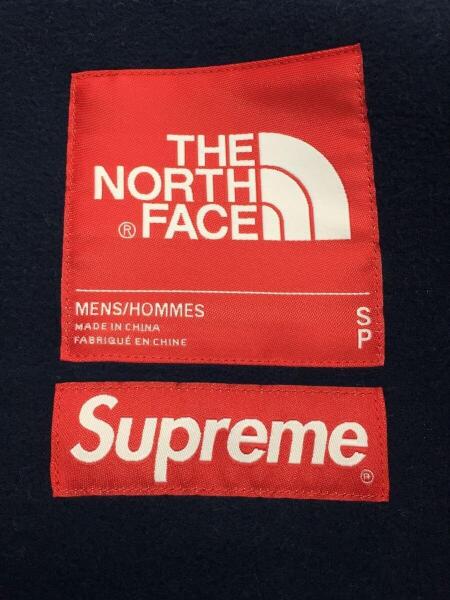 THE
NORTH
® FACE
MENS/HOMMES
MADE IN CHINA
FABRIQUÉ EN CHINE
S
P
Supreme
®